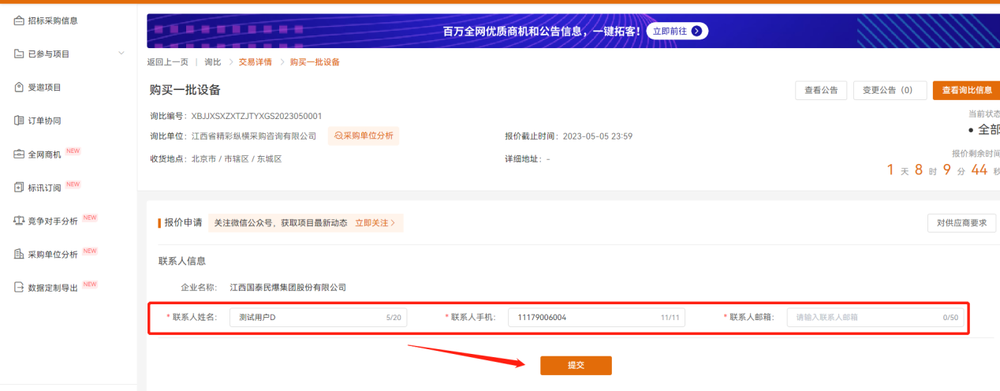 招标采购信息
已参与项目
受邀项目
订单协同
全网商机 NEW
标讯订阅 NEW
竞争对手分析 NEW
采购单位分析 NEW
数据定制导出 NEW
百万全网优质商机和公告信息，一键拓客! 立即前往
返回上一页 | 询比 > 交易详情 > 购买一批设备
购买一批设备 查看公告 变更公告（0） 查看询比信息
询比编号：XBJJXSXZXTZJTYXGS2023050001 当前状态
询比单位：江西省精彩纵横采购咨询有限公司 采购单位分析 报价截止时间：2023-05-05 23:59 • 全部
收货地点：北京市 / 市辖区 / 东城区 详细地址：- 报价剩余时间
1 天 8 时 9 分 44 秒
报价申请 关注微信公众号，获取项目最新动态 立即关注 > 对供应商要求
联系人信息
企业名称: 江西国泰民爆集团股份有限公司
* 联系人姓名: 测试用户D 5/20 * 联系人手机: 11179006004 11/11 * 联系人邮箱: 请输入联系人邮箱 0/50
提交